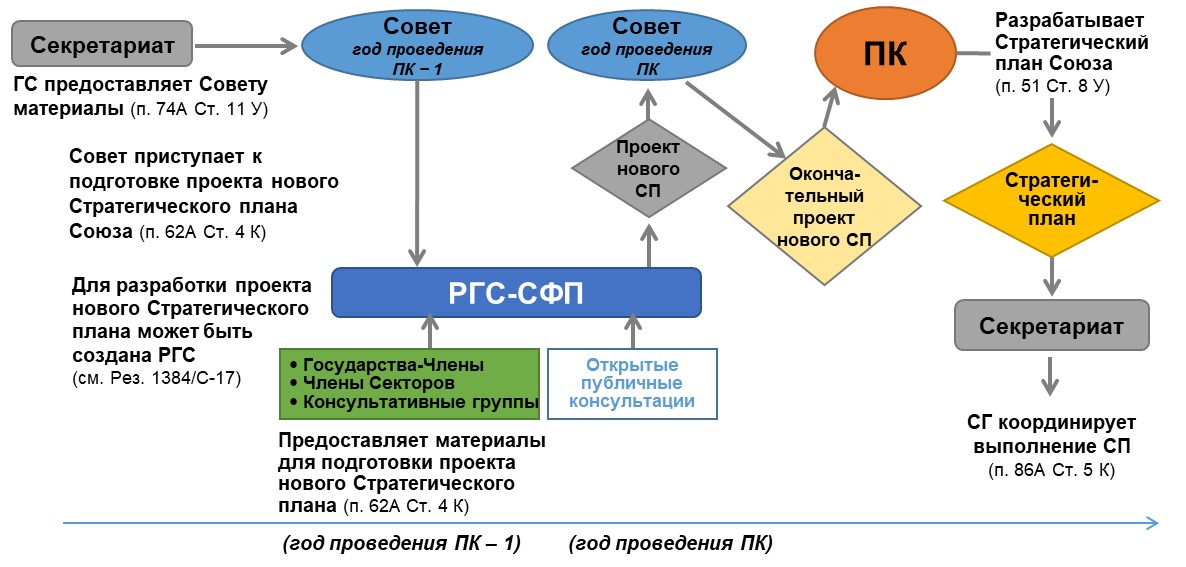 Секретариат
ГС предоставляет Совету
материалы (п. 74А Ст. 11 У)
Совет
год проведения
ПК − 1
Совет
год проведения
ПК
ПК
Разрабатывает
Стратегический
план Союза
(п. 51 Ст. 8 У)
Совет приступает к
подготовке проекта нового
Стратегического плана
Союза (п. 62А Ст. 4 К)
Проект
нового
СП
Оконча-
тельный
проект
нового СП
Стратеги-
ческий
план
Для разработки проекта
нового Стратегического
плана может быть
создана РГС
(см. Рез. 1384/С-17)
РГС-СФП
Секретариат
• Государства-Члены
• Члены Секторов
• Консультативные группы
Открытые
публичные
консультации
Предоставляет материалы
для подготовки проекта
нового Стратегического
плана (п. 62А Ст. 4 К)
СГ координирует
выполнение СП
(п. 86А Ст. 5 К)
(год проведения ПК – 1)
(год проведения ПК)